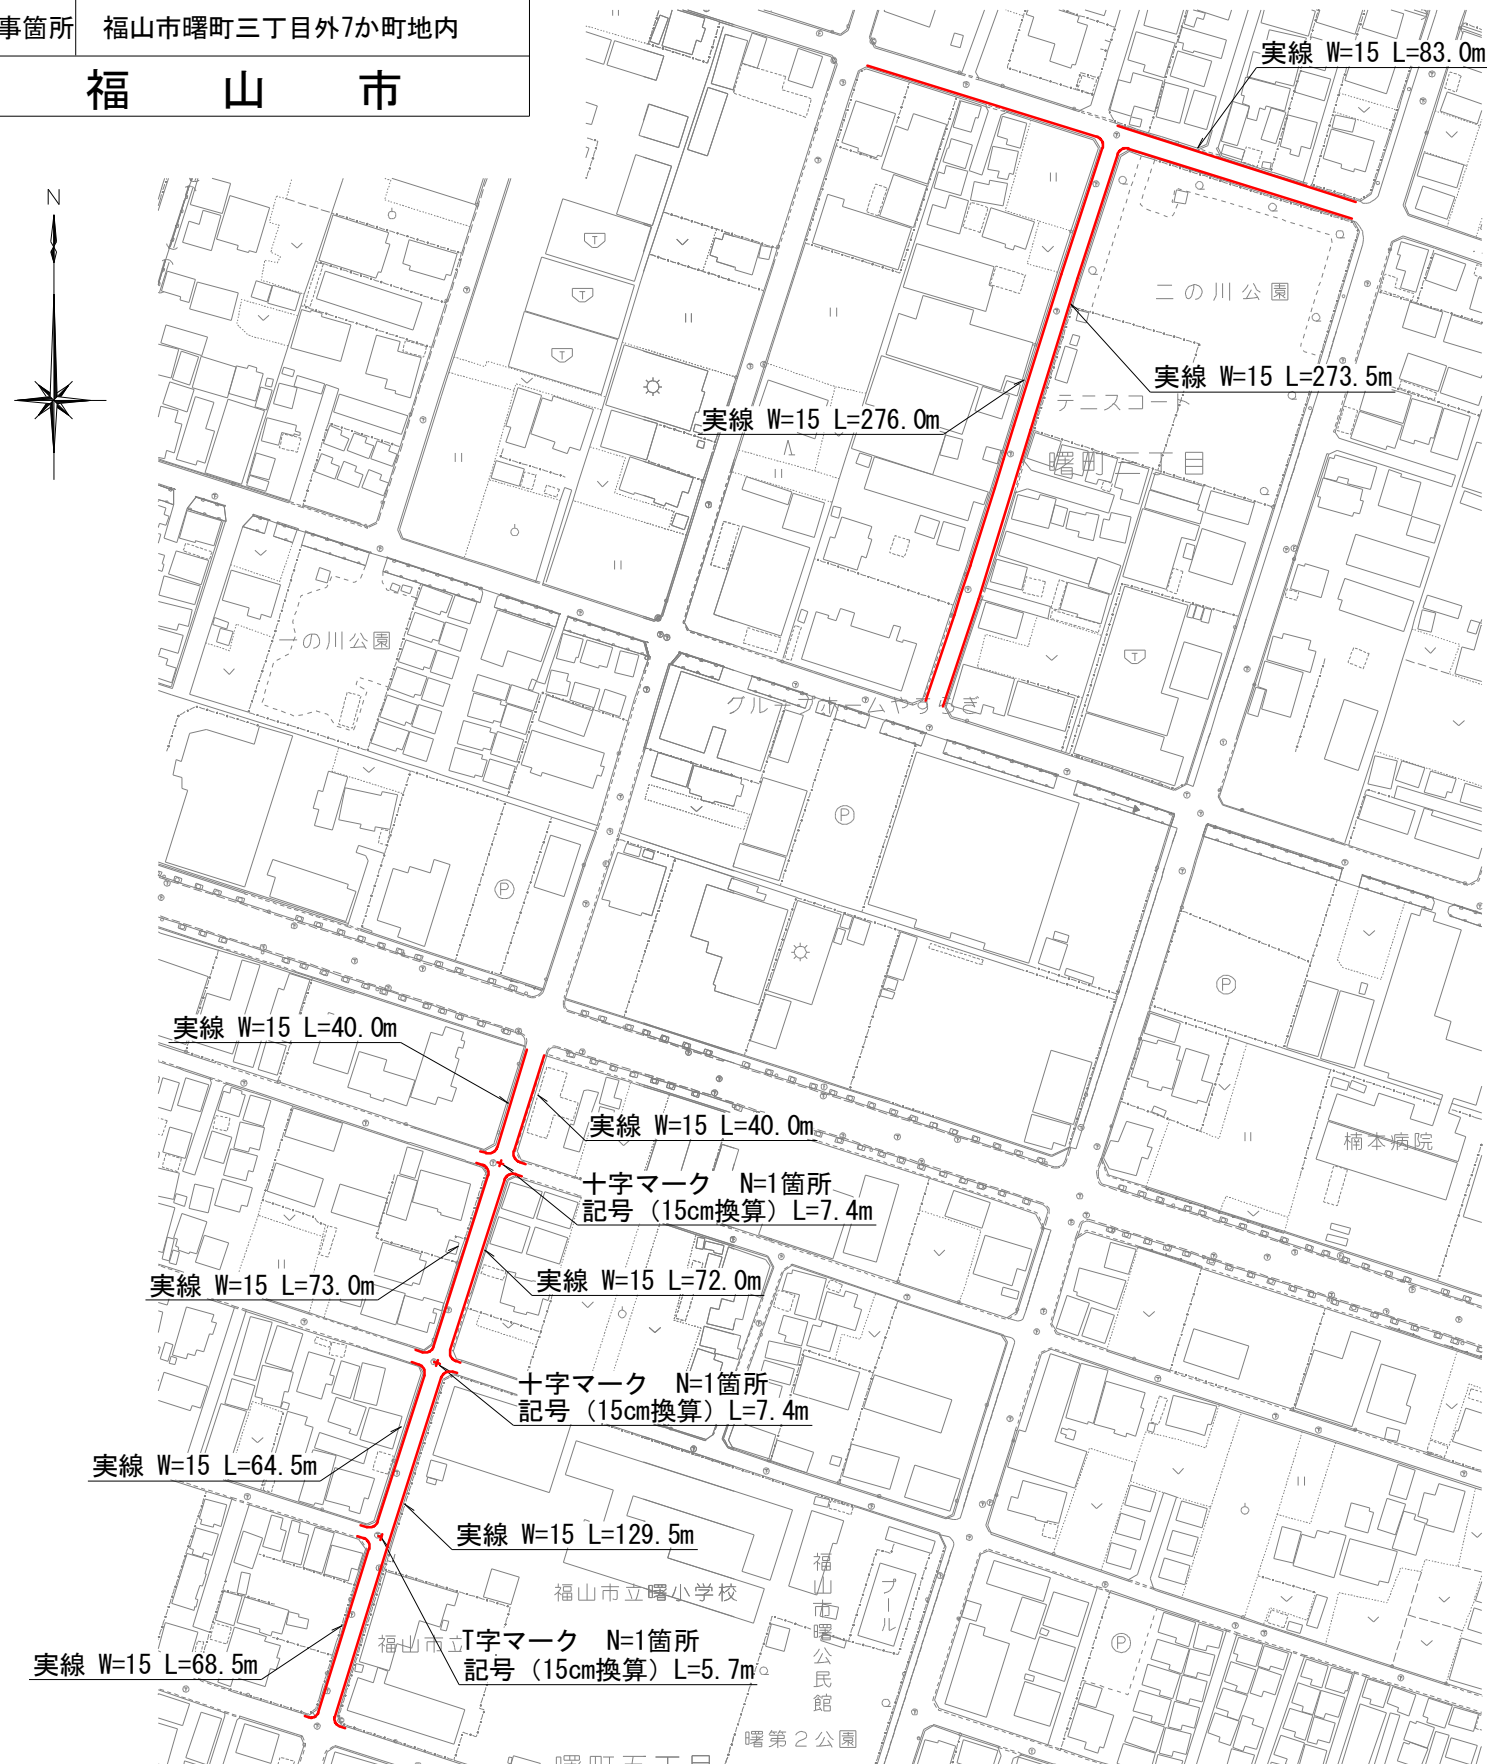 事箇所 福山市曙町三丁目外7か町地内
福山市
N
実線 W=15 L=83.0m
二の川公園
実線 W=15 L=273.5m
テニスコート
実線 W=15 L=276.0m
曙町三丁目
一の川公園
グループホームやすらぎ
P
P
P
実線 W=15 L=40.0m
実線 W=15 L=40.0m
楠本病院
十字マーク N=1箇所
記号（15cm換算）L=7.4m
実線 W=15 L=73.0m
実線 W=15 L=72.0m
十字マーク N=1箇所
記号（15cm換算）L=7.4m
実線 W=15 L=64.5m
実線 W=15 L=129.5m
福山市立曙小学校
福山市曙公民館
プール
福山市立
T字マーク N=1箇所
記号（15cm換算）L=5.7m
実線 W=15 L=68.5m
P
曙第2公園
曙町五丁目